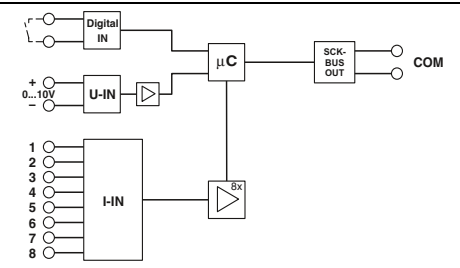 Digital
IN
μC
SCK-
BUS
OUT
COM
+
0...10V
−
U-IN
1
2
3
4
5
6
7
8
I-IN
8x